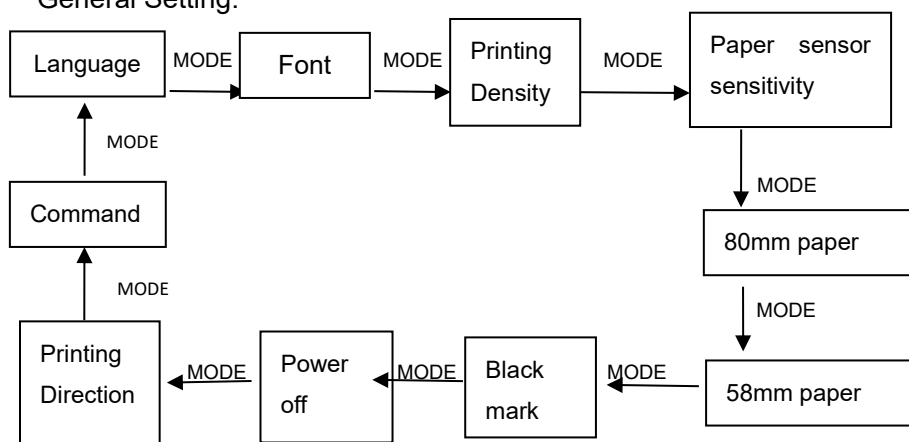 General Setting:
Language
MODE
Font
MODE
Printing
Density
MODE
Paper sensor
sensitivity
MODE
80mm paper
MODE
58mm paper
MODE
Black
mark
MODE
Power
off
MODE
Printing
Direction
MODE
Command
MODE